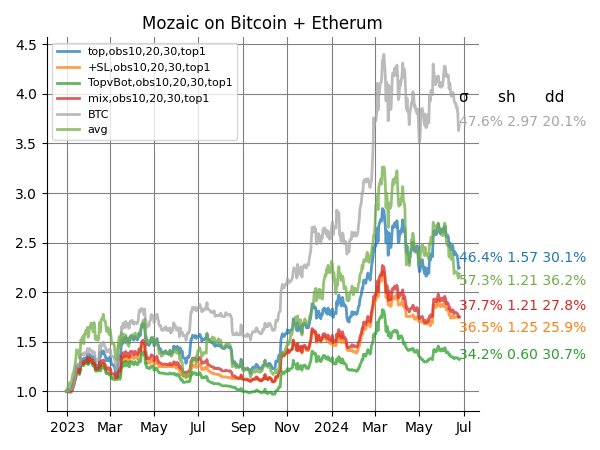 Mozaic on Bitcoin + Etherum
4.5
4.0
3.5
3.0
2.5
2.0
1.5
1.0
top,obs10,20,30,top1
+SL,obs10,20,30,top1
TopvBot,obs10,20,30,top1
mix,obs10,20,30,top1
BTC
avg
σ sh dd
47.6% 2.97 20.1%
46.4% 1.57 30.1%
57.3% 1.21 36.2%
37.7% 1.21 27.8%
36.5% 1.25 25.9%
34.2% 0.60 30.7%
2023 Mar May Jul Sep Nov 2024 Mar May Jul